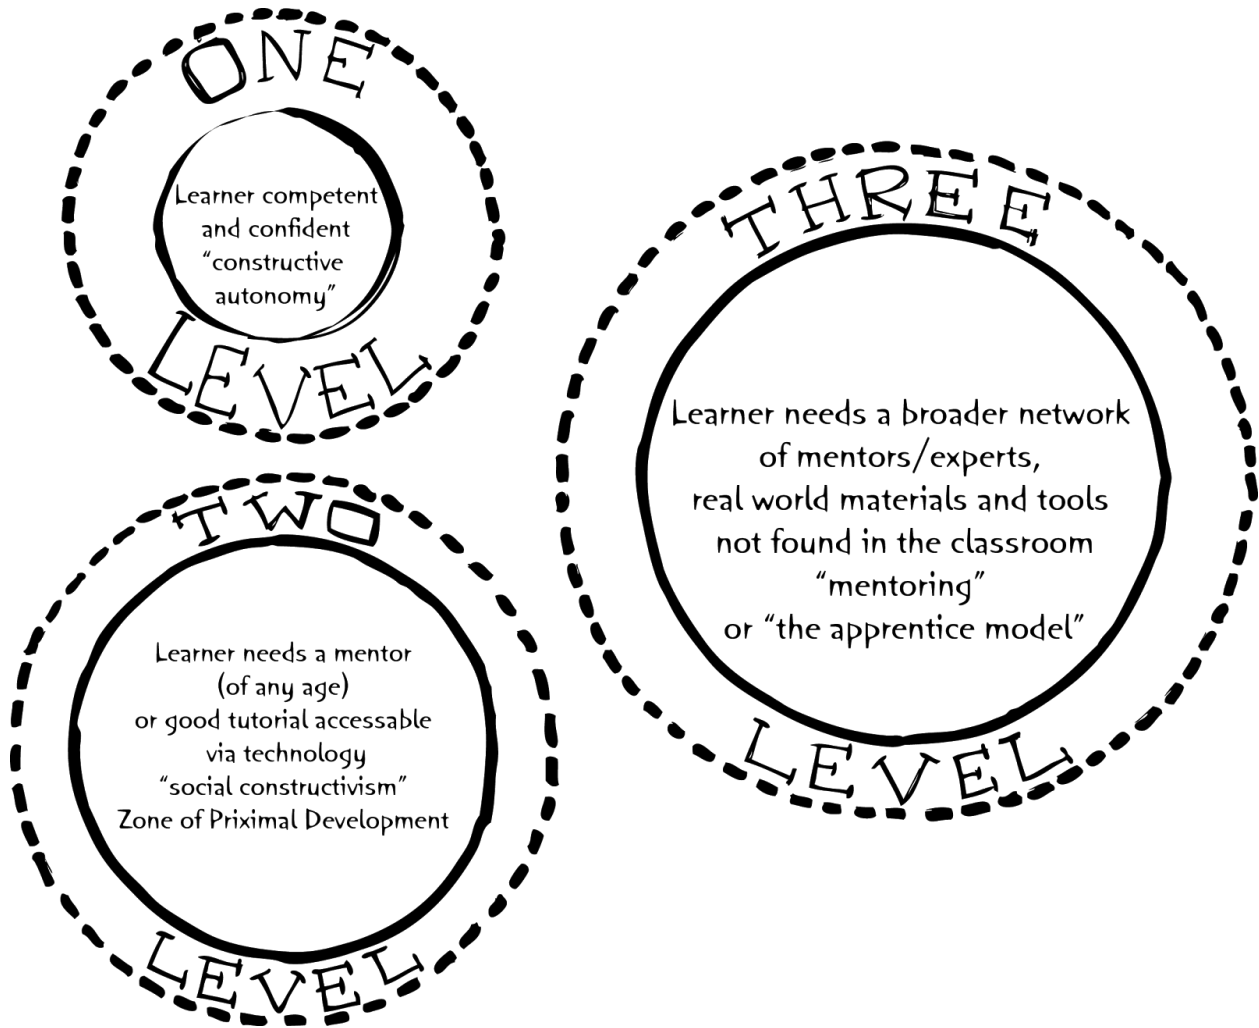 ONE
Learner competent
and confident
“constructive
autonomy”
LEVEL
TWO
Learner needs a mentor
(of any age)
or good tutorial accessable
via technology
“social constructivism”
Zone of Priximal Development
LEVEL
THREE
Learner needs a broader network
of mentors/experts,
real world materials and tools
not found in the classroom
“mentoring”
or “the apprentice model”
LEVEL